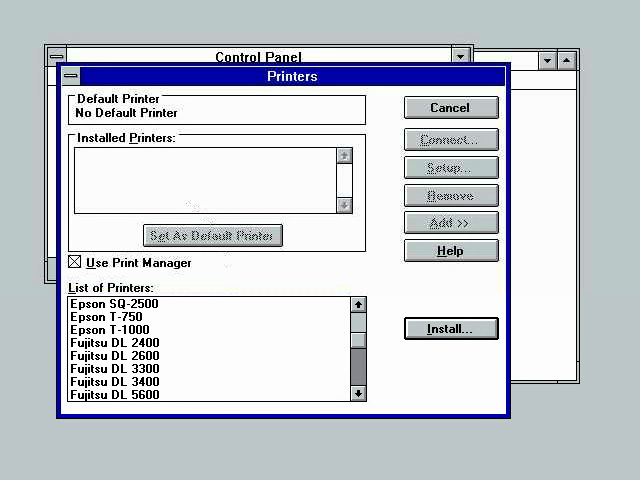 Control Panel
Printers
Default Printer
No Default Printer
Cancel
Installed Printers:
Connect...
Setup...
Remove
Add >>
Set As Default Printer
Help
Use Print Manager
List of Printers:
Epson SQ-2500
Epson T-750
Epson T-1000
Fujitsu DL 2400
Fujitsu DL 2600
Fujitsu DL 3300
Fujitsu DL 3400
Fujitsu DL 5600
Install...